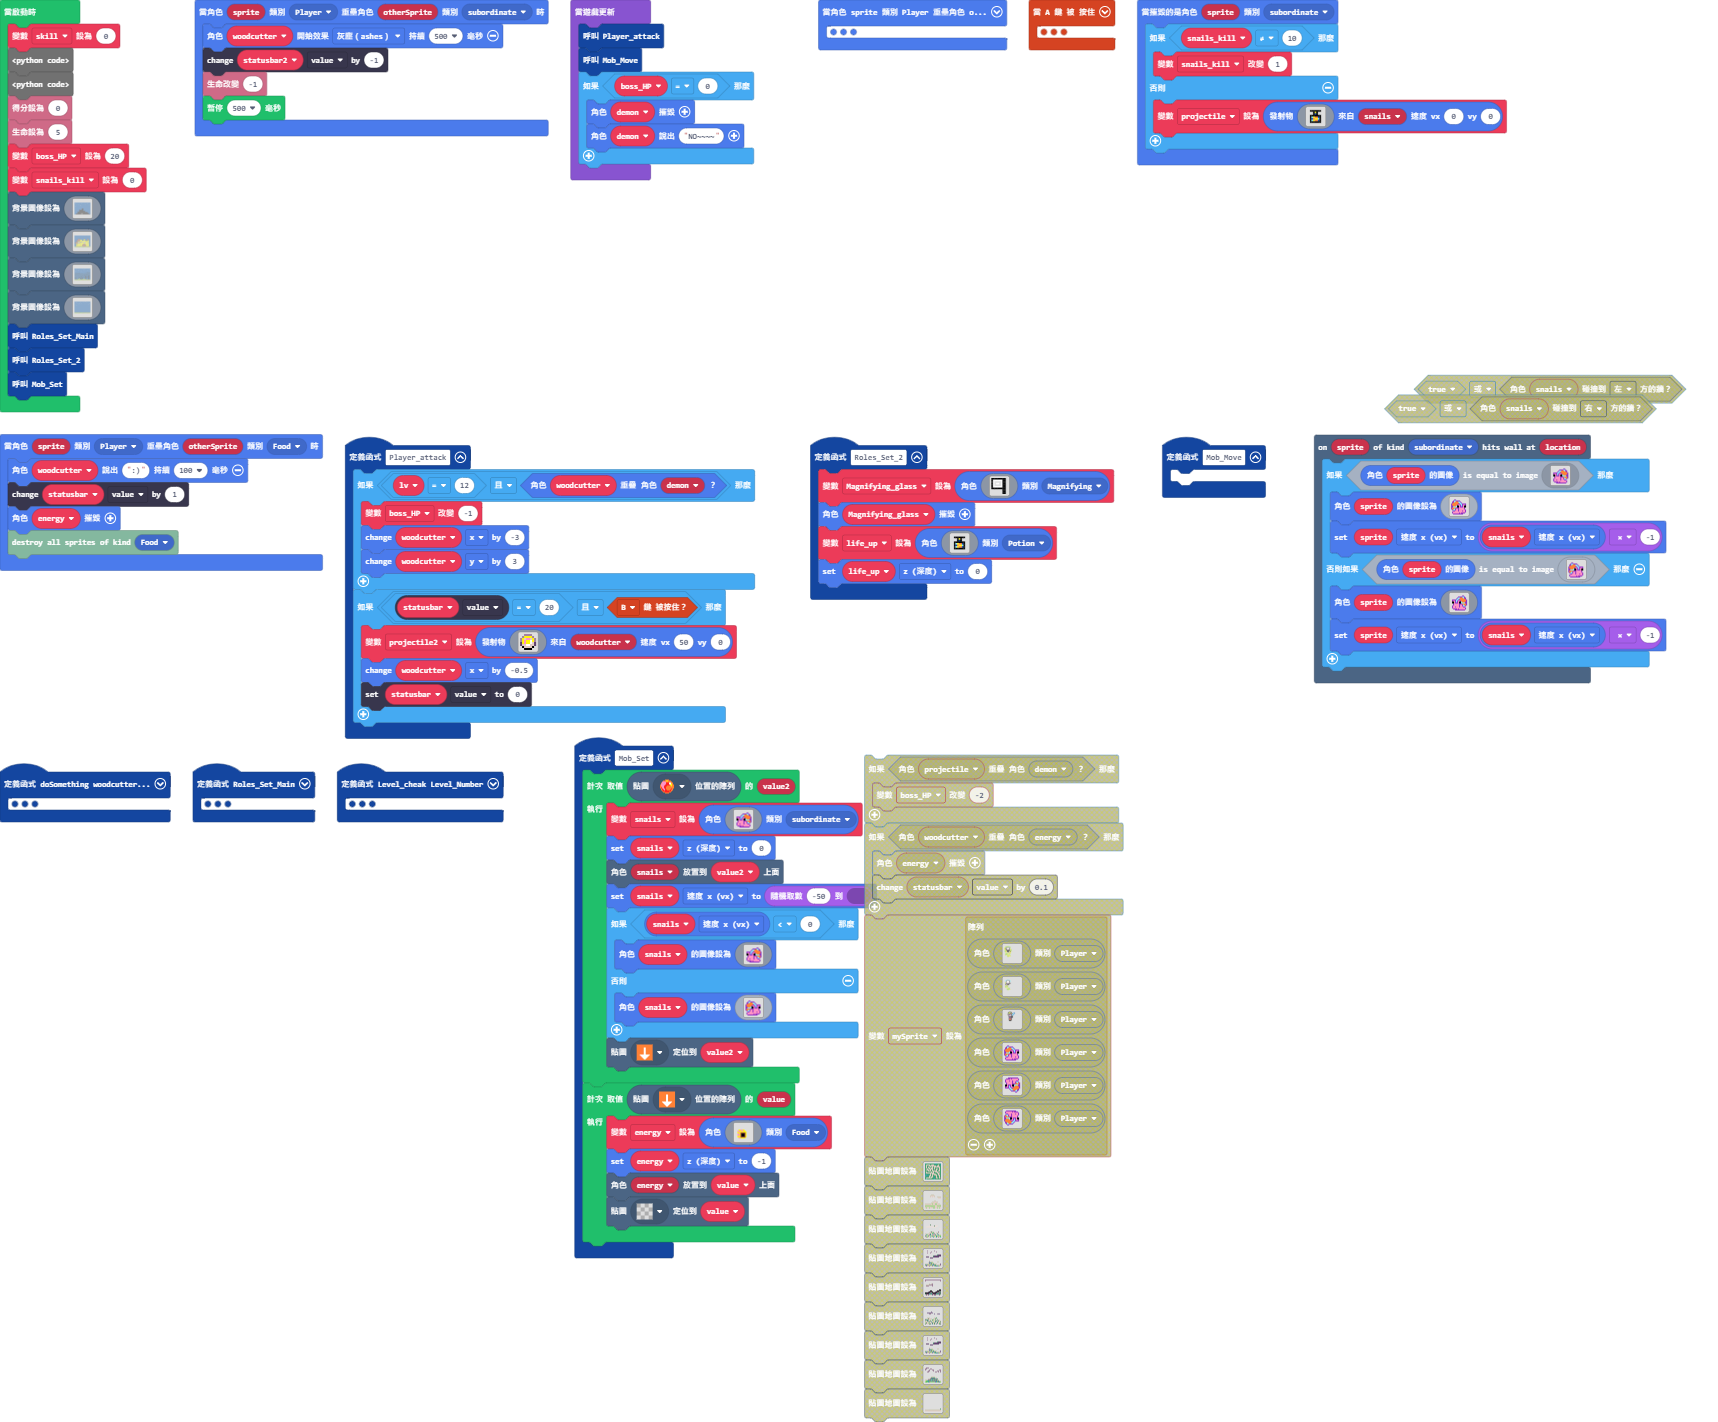 當啟動時
變數 skill 設為 0
<python code>
<python code>
得分設為 0
生命設為 5
變數 boss_HP 設為 20
變數 snails_kill 設為 0
背景圖像設為
背景圖像設為
背景圖像設為
背景圖像設為
呼叫 Roles_Set_Main
呼叫 Roles_Set_2
呼叫 Mob_Set
當角色 sprite 類別 Player 重疊角色 otherSprite 類別 subordinate 時
角色 woodcutter 開始效果 灰塵 (ashes) 持續 500 毫秒
change statusbar2 value by -1
生命改變 -1
暫停 500 毫秒
當遊戲更新
呼叫 Player_attack
呼叫 Mob_Move
如果 boss_HP = 0 那麼
角色 demon 摧毀
角色 demon 說出 "NO~~~~"
當角色 sprite 類別 Player 重疊角色 o...
當 A 鍵 被 按住
當摧毀的是角色 sprite 類別 subordinate
如果 snails_kill ≠ 10 那麼
變數 snails_kill 改變 1
否則
變數 projectile 設為 發射物 來自 snails 速度 vx 0 vy 0
true 或 角色 snails 碰撞到 左 方的牆？
true 或 角色 snails 碰撞到 右 方的牆？
當角色 sprite 類別 Player 重疊角色 otherSprite 類別 Food 時
角色 woodcutter 說出 ":)" 持續 100 毫秒
change statusbar value by 1
角色 energy 摧毀
destroy all sprites of kind Food
定義函式 Player_attack
如果 lv = 12 且 角色 woodcutter 重疊 角色 demon ? 那麼
變數 boss_HP 改變 -1
change woodcutter x by -3
change woodcutter y by 3
如果 statusbar value = 20 且 B 鍵 被按住？ 那麼
變數 projectile2 設為 發射物 來自 woodcutter 速度 vx 50 vy 0
change woodcutter x by -0.5
set statusbar value to 0
定義函式 Roles_Set_2
變數 Magnifying_glass 設為 角色 類別 Magnifying
角色 Magnifying_glass 摧毀
變數 life_up 設為 角色 類別 Potion
set life_up z (深度) to 0
定義函式 Mob_Move
on sprite of kind subordinate hits wall at location
如果 角色 sprite 的圖像 is equal to image 那麼
角色 sprite 的圖像設為
set sprite 速度 x (vx) to snails 速度 x (vx) × -1
否則如果 角色 sprite 的圖像 is equal to image 那麼
角色 sprite 的圖像設為
set sprite 速度 x (vx) to snails 速度 x (vx) × -1
定義函式 doSomething woodcutter...
定義函式 Roles_Set_Main
定義函式 Level_cheak Level_Number
定義函式 Mob_Set
計次 取值 貼圖 位置的陣列 的 value2
執行
變數 snails 設為 角色 類別 subordinate
set snails z (深度) to 0
角色 snails 放置到 value2 上面
set snails 速度 x (vx) to 隨機取數 -50 到
如果 snails 速度 x (vx) < 0 那麼
角色 snails 的圖像設為
否則
角色 snails 的圖像設為
貼圖 定位到 value2
計次 取值 貼圖 位置的陣列 的 value
執行
變數 energy 設為 角色 類別 Food
set energy z (深度) to -1
角色 energy 放置到 value 上面
貼圖 定位到 value
如果 角色 projectile 重疊 角色 demon ? 那麼
變數 boss_HP 改變 -2
如果 角色 woodcutter 重疊 角色 energy ? 那麼
角色 energy 摧毀
change statusbar value by 0.1
變數 mySprite 設為
陣列
角色 類別 Player
角色 類別 Player
角色 類別 Player
角色 類別 Player
角色 類別 Player
角色 類別 Player
貼圖地圖設為
貼圖地圖設為
貼圖地圖設為
貼圖地圖設為
貼圖地圖設為
貼圖地圖設為
貼圖地圖設為
貼圖地圖設為
貼圖地圖設為